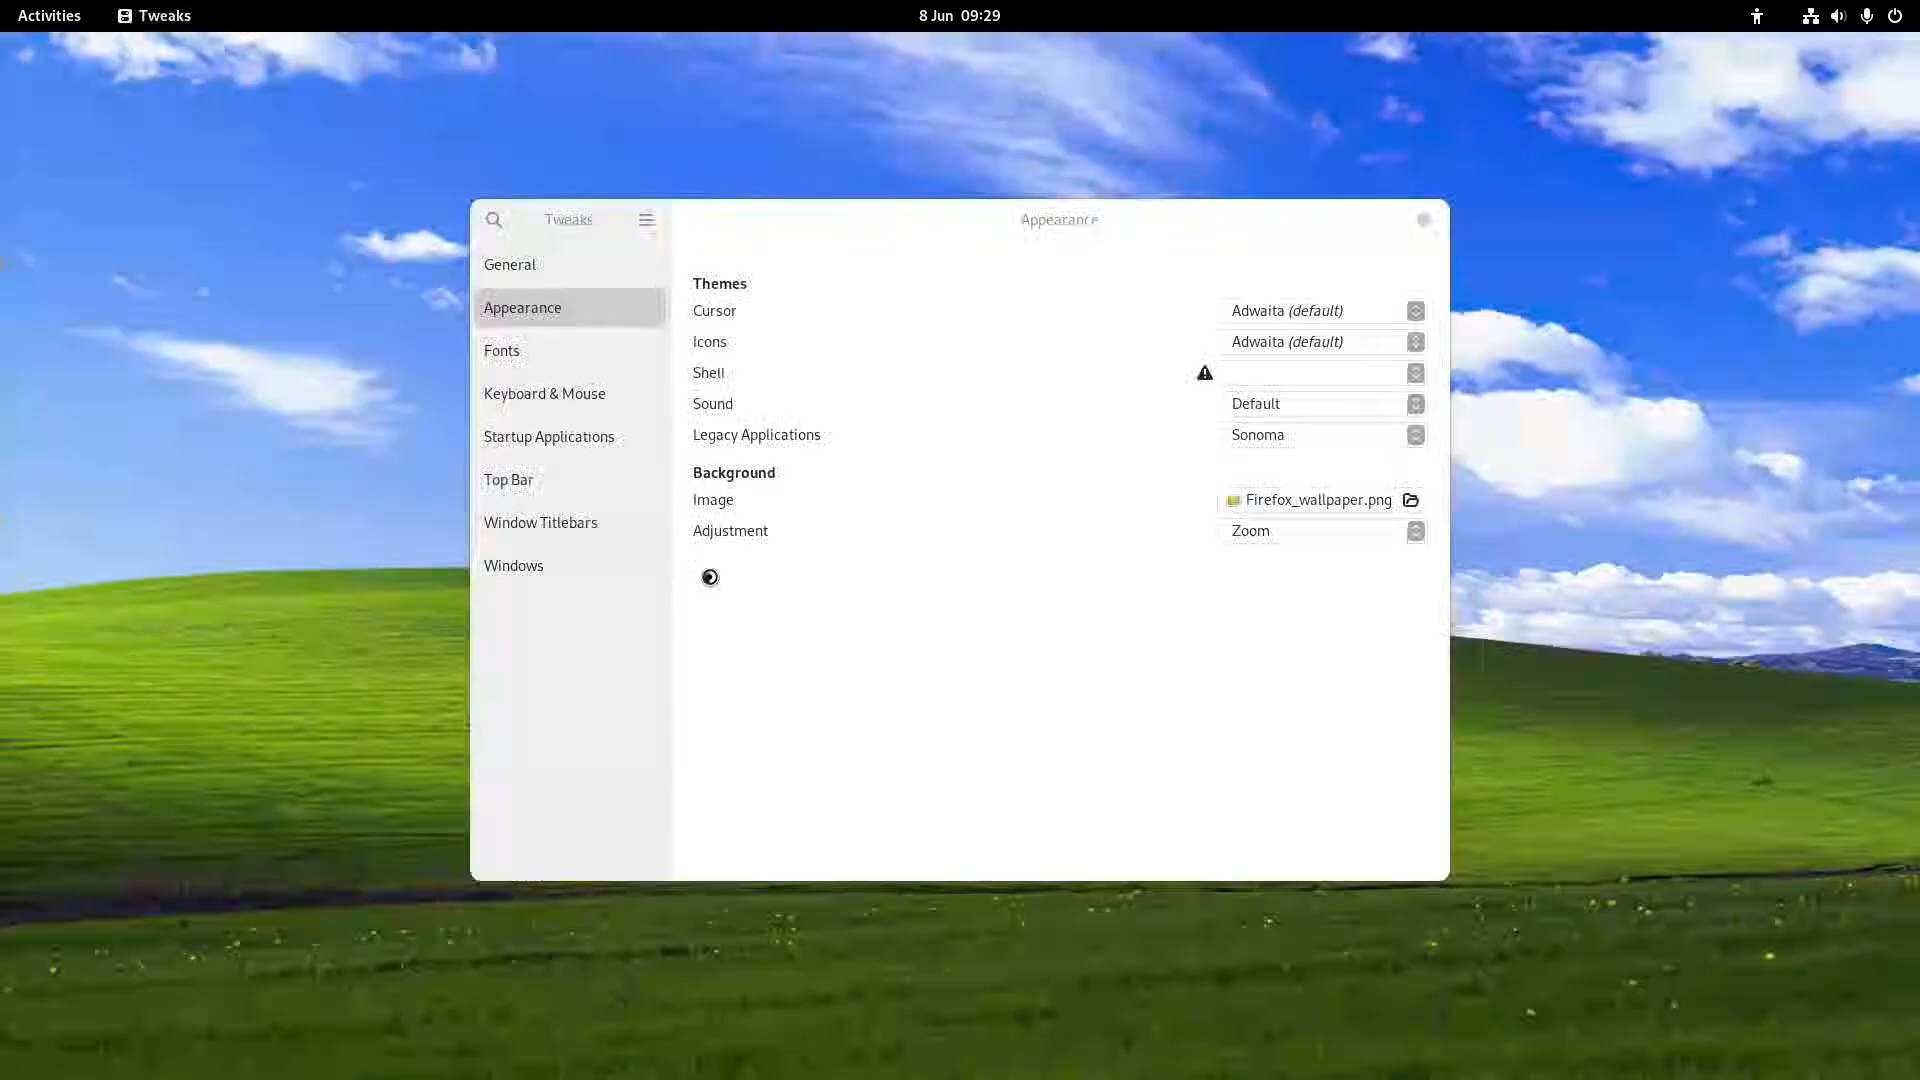 Activities
Tweaks
8 Jun 09:29
Tweaks
Appearance
General
Appearance
Fonts
Keyboard & Mouse
Startup Applications
Top Bar
Window Titlebars
Windows
Themes
Cursor
Adwaita (default)
Icons
Adwaita (default)
Shell
Sound
Default
Legacy Applications
Sonoma
Background
Image
Firefox_wallpaper.png
Adjustment
Zoom